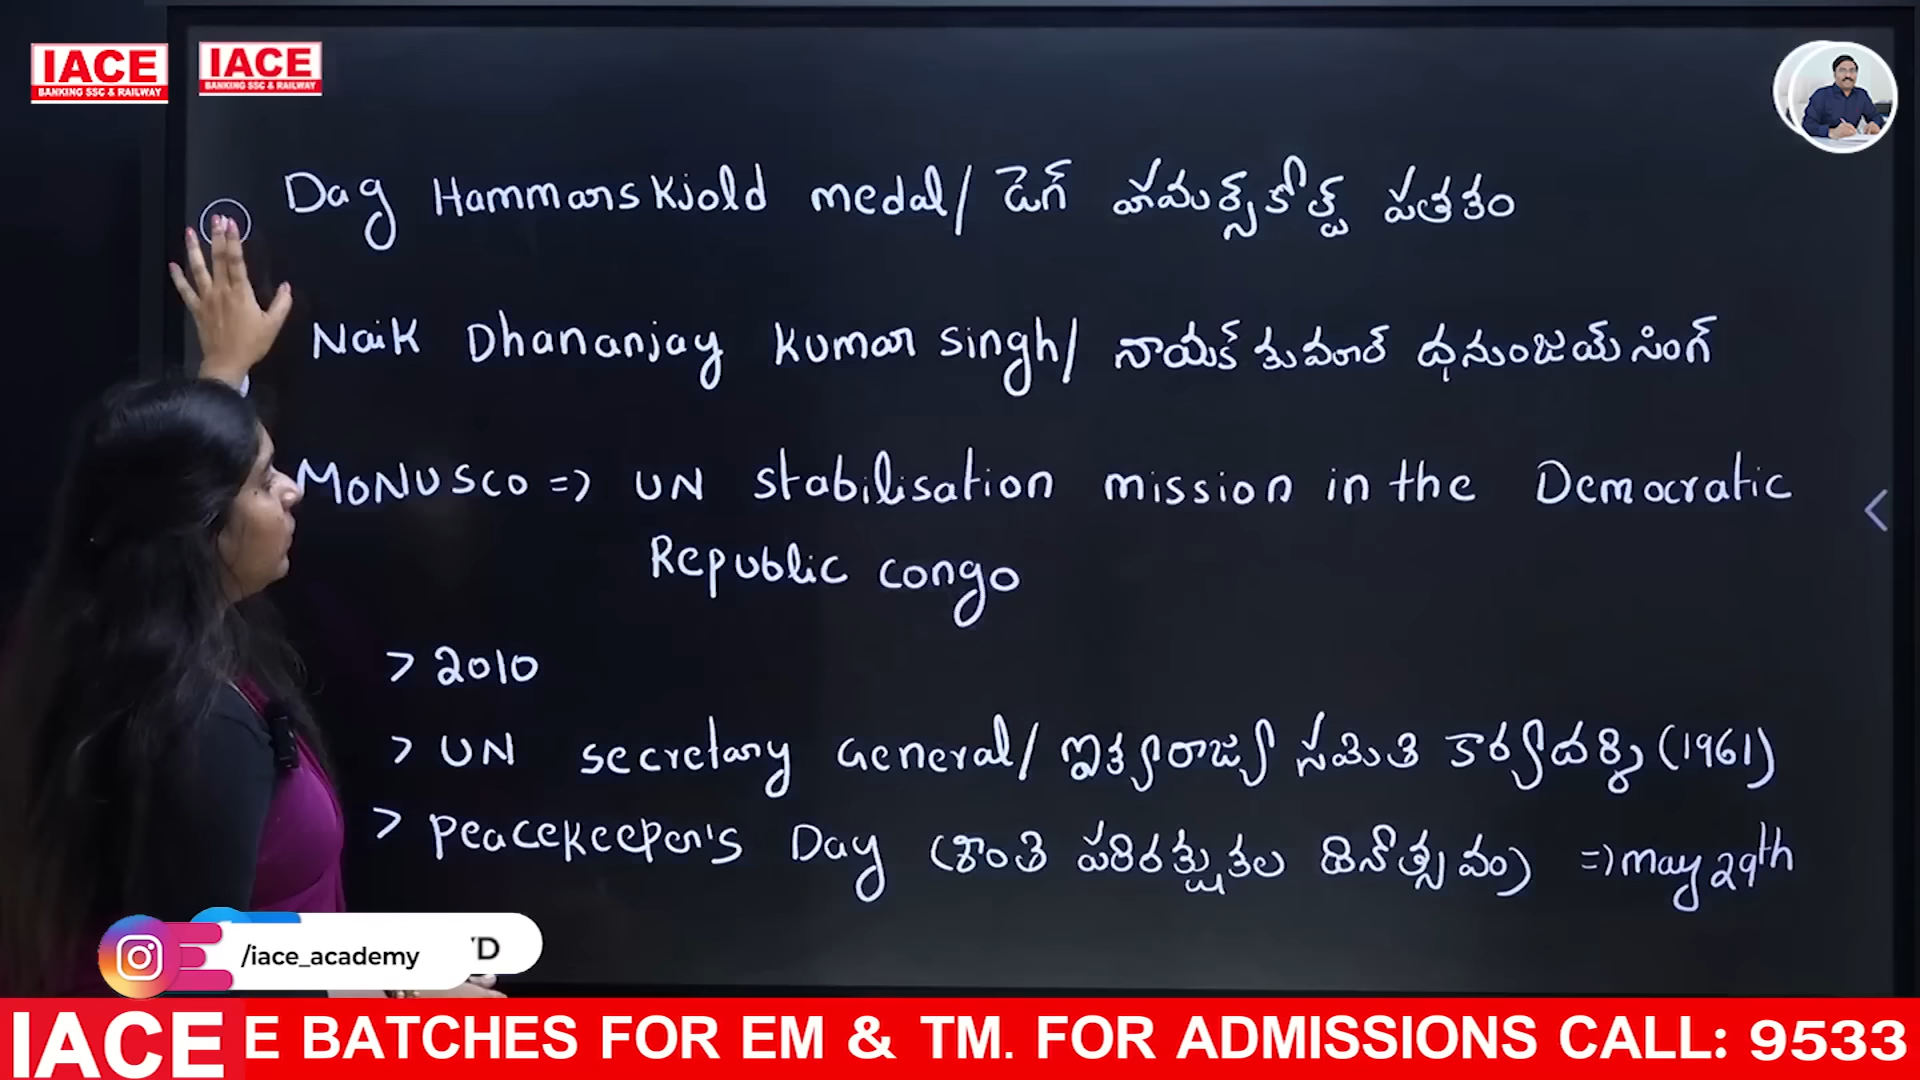 IACE
BANKING SSC & RAILWAY
IACE
BANKING SSC & RAILWAY
Dag Hammarskjold medal/ డెగ్ హమర్స్కోల్డ్ పతకం
Naik Dhananjay Kumar Singh/ నాయక్ కుమార్ ధనుంజయ్ సింగ్
MONUSCO => UN stabilisation mission in the Democratic
Republic congo
> 2010
> UN secretary General/ ఐక్యరాజ్య సమితి కార్యదర్శి (1961)
> Peacekeeper's Day (శాంతి పరిరక్షకుల దినోత్సవం) => may 29th
/iace_academy
YD
IACE
E BATCHES FOR EM & TM. FOR ADMISSIONS CALL: 9533